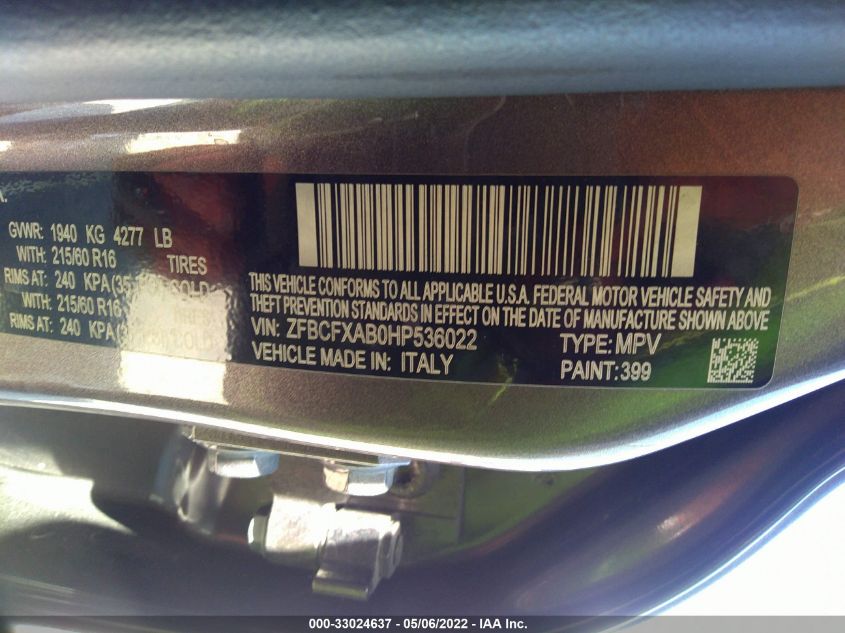 GVWR: 1940 KG 4277 LB
WITH: 215/60 R16 TIRES
RIMS AT: 240 KPA(35 COLD
WITH: 215/60 R16
RIMS AT: 240 KPA COLD
THIS VEHICLE CONFORMS TO ALL APPLICABLE U.S.A. FEDERAL MOTOR VEHICLE SAFETY AND
THEFT PREVENTION STANDARDS IN EFFECT ON THE DATE OF MANUFACTURE SHOWN ABOVE
VIN: ZFBCFXAB0HP536022 TYPE: MPV
VEHICLE MADE IN: ITALY PAINT: 399
000-33024637 - 05/06/2022 - IAA Inc.